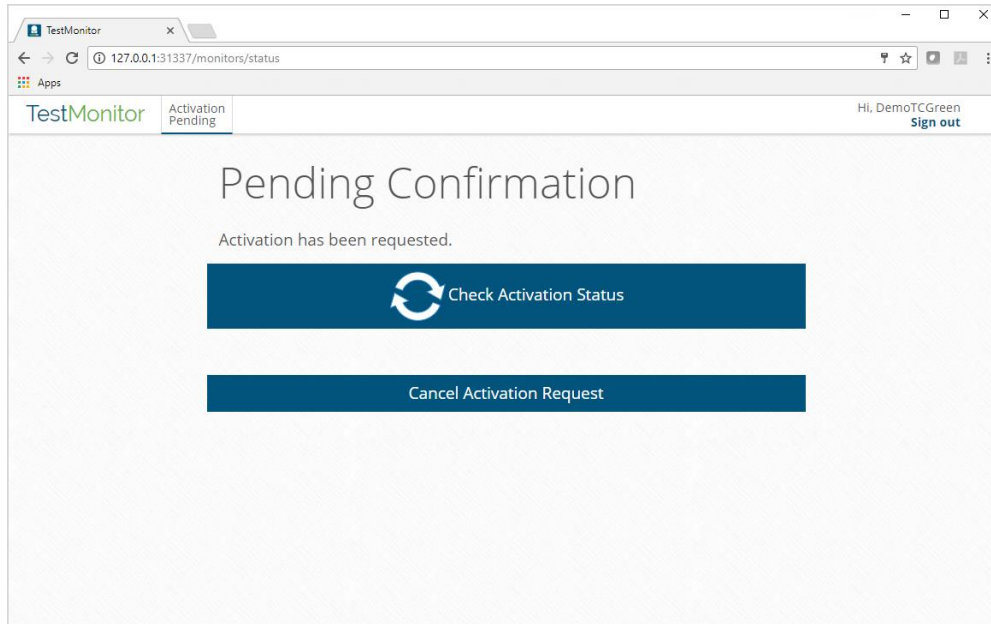 TestMonitor
127.0.0.1:31337/monitors/status
Apps
TestMonitor
Activation
Pending
Hi, DemoTCGreen
Sign out
Pending Confirmation
Activation has been requested.
Check Activation Status
Cancel Activation Request